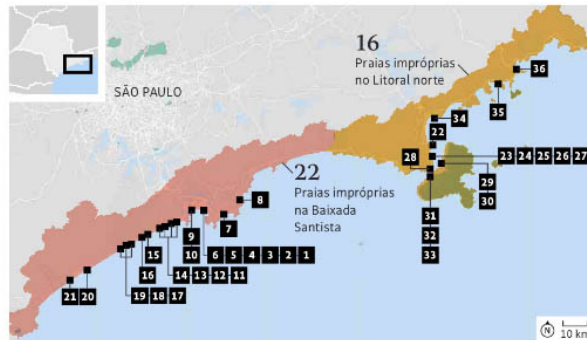 16
Praias impróprias
no Litoral norte
SÃO PAULO
36
35
34
22
23 24 25 26 27
28
29
30
31
32
33
22
Praias impróprias
na Baixada
Santista
8
7
9
10
6 5 4 3 2 1
15
16
14 13 12 11
21 20
19 18 17
N
10 km